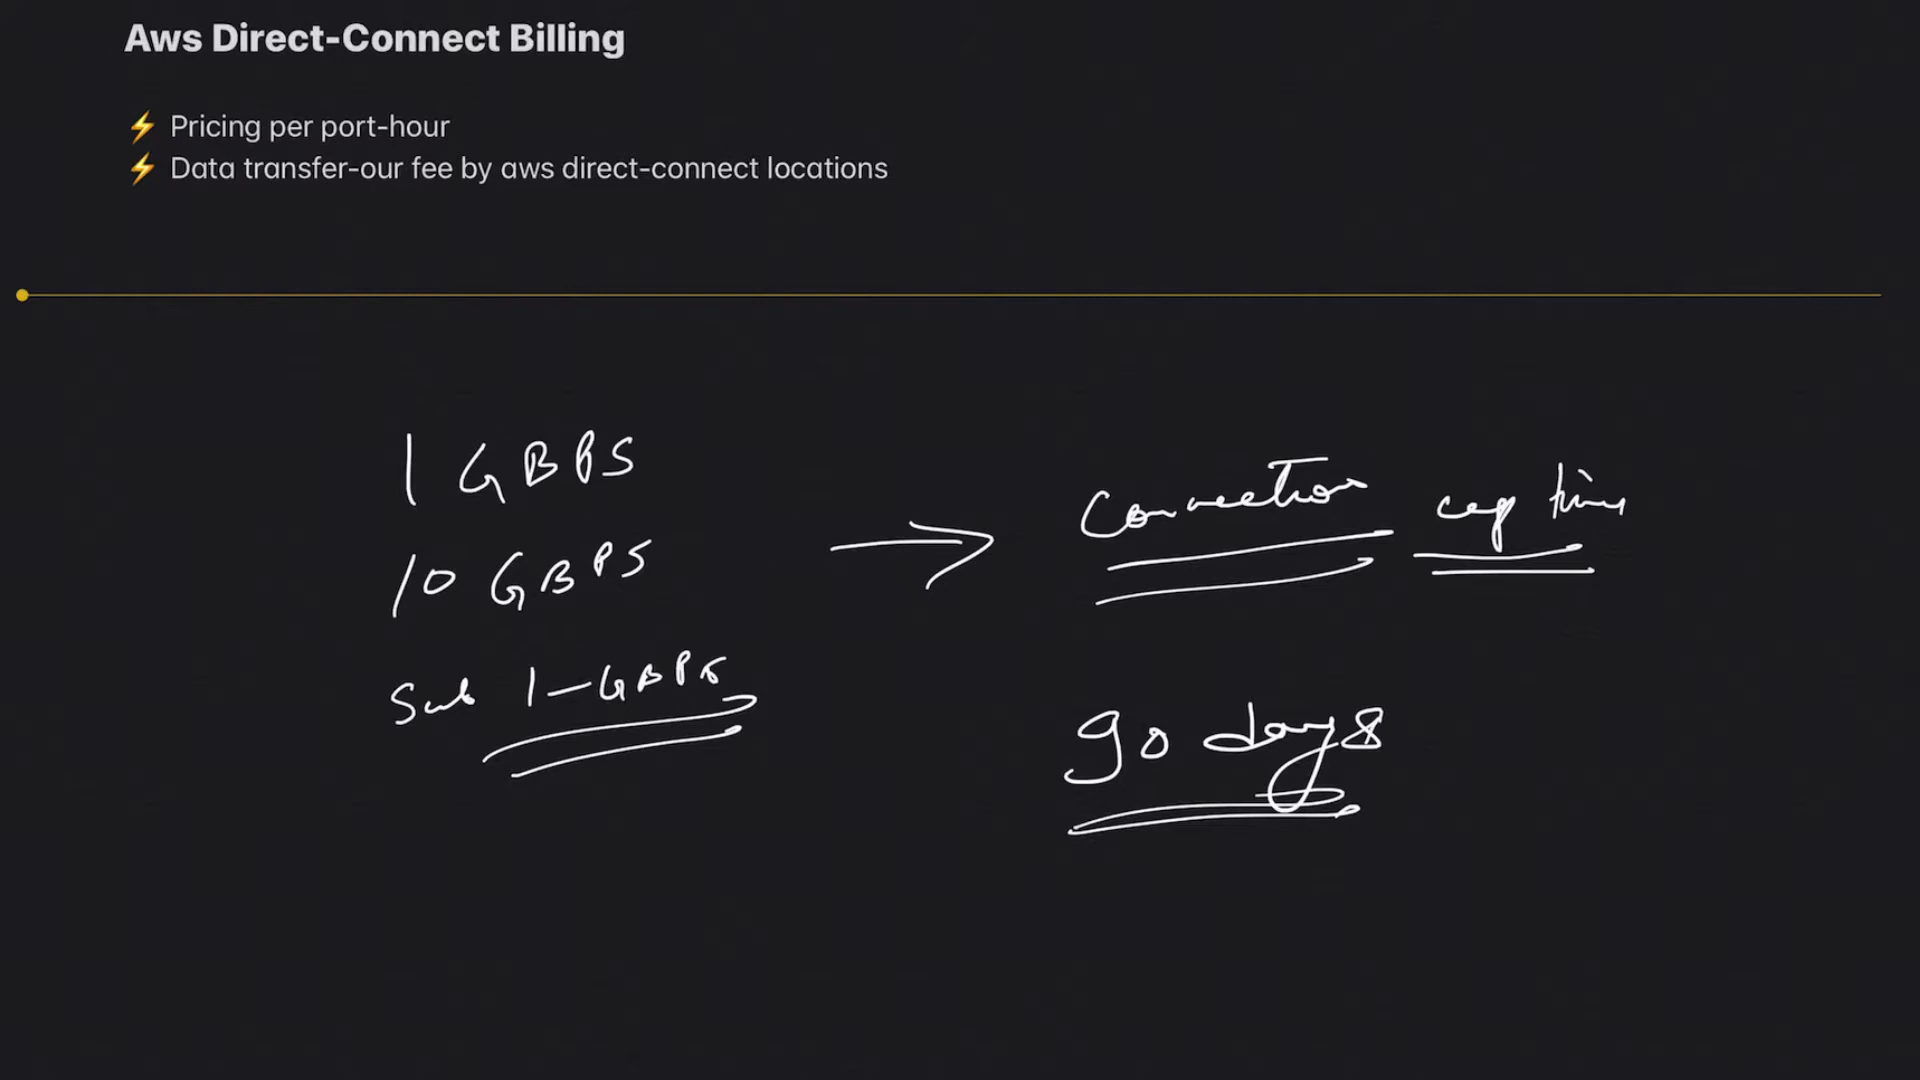 Aws Direct-Connect Billing
⚡ Pricing per port-hour
⚡ Data transfer-our fee by aws direct-connect locations
1 GBPS
10 GBPS
Sub 1-GBPS
Connection
90 days